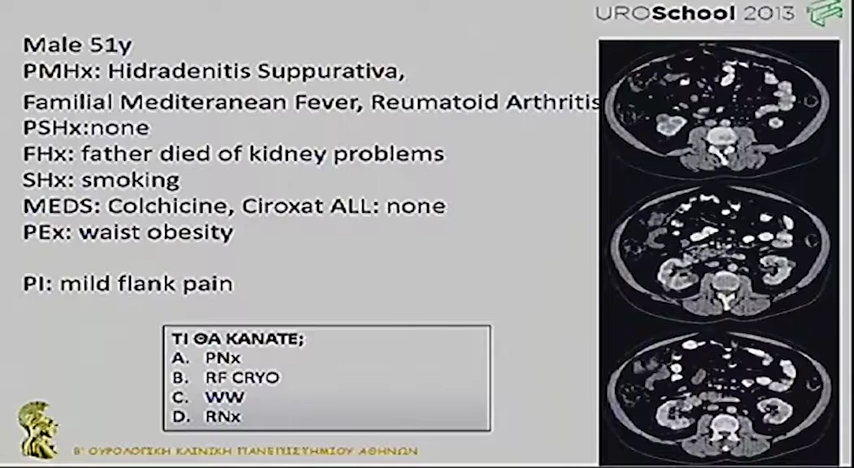 UROSchool 2013
Male 51y
PMHx: Hidradenitis Suppurativa,
Familial Mediteranean Fever, Reumatoid Arthritis
PSHx:none
FHx: father died of kidney problems
SHx: smoking
MEDS: Colchicine, Ciroxat ALL: none
PEx: waist obesity
PI: mild flank pain
ΤΙ ΘΑ ΚΑΝΑΤΕ;
A. PNx
B. RF CRYO
C. WW
D. RNx
Β' ΟΥΡΟΛΟΓΙΚΗ ΚΛΙΝΙΚΗ ΠΑΝΕΠΙΣΤΗΜΙΟΥ ΑΘΗΝΩΝ